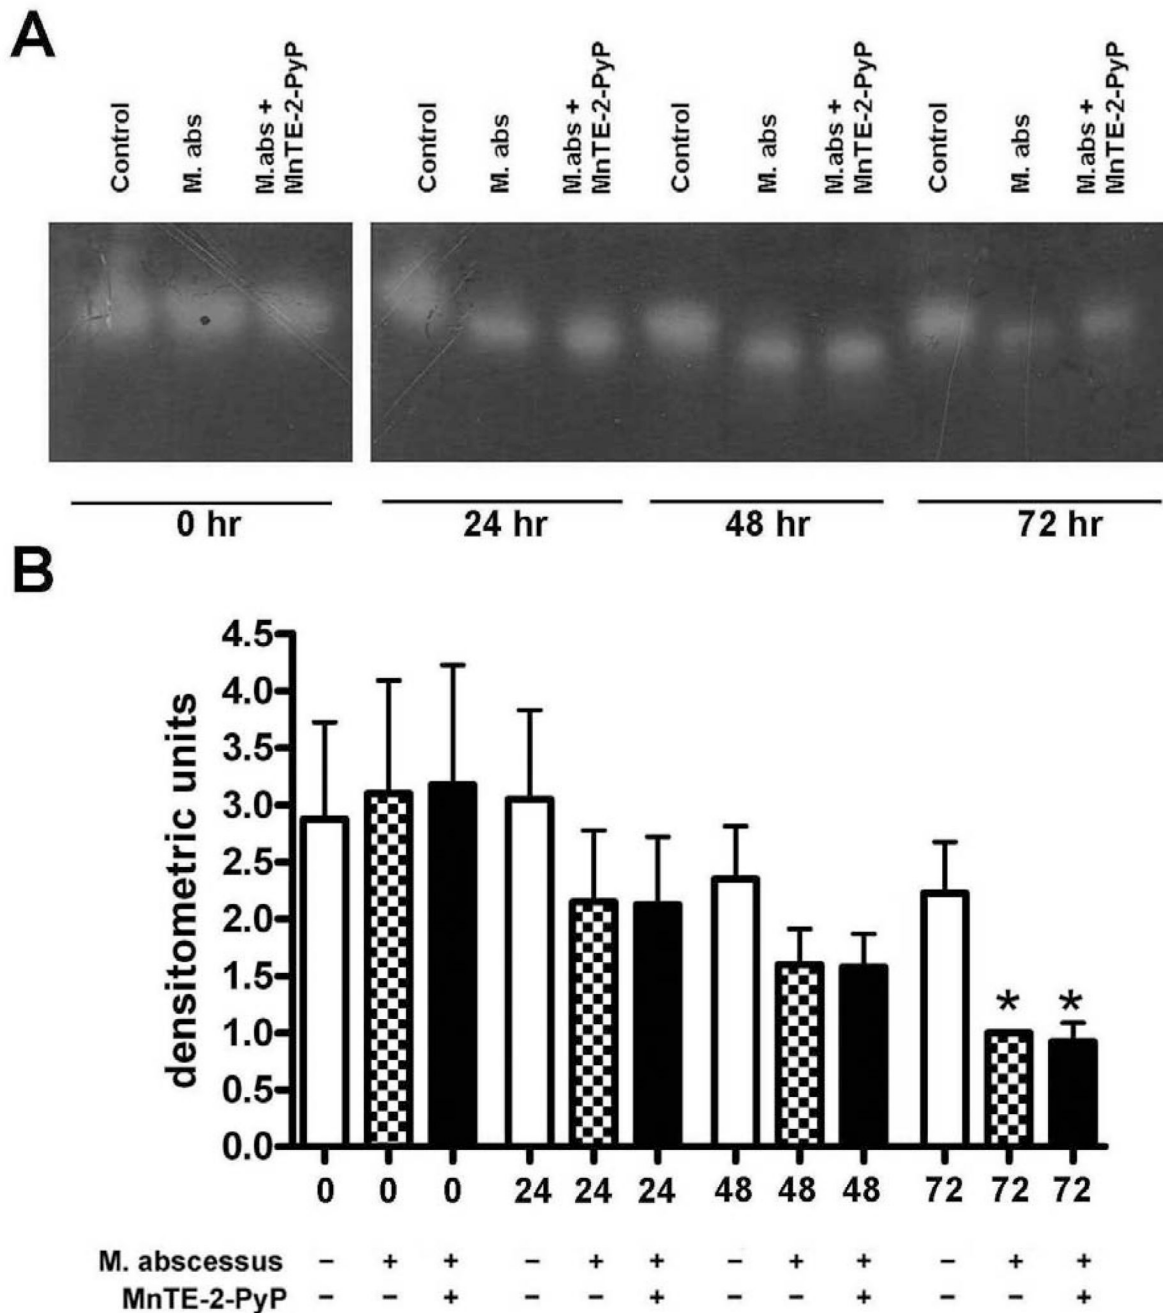 A
Control
M. abs
M.abs +
MnTE-2-PyP
Control
M. abs
M.abs +
MnTE-2-PyP
Control
M. abs
M.abs +
MnTE-2-PyP
Control
M. abs
M.abs +
MnTE-2-PyP
0 hr 24 hr 48 hr 72 hr
B
densitometric units
4.5
4.0
3.5
3.0
2.5
2.0
1.5
1.0
0.5
0.0
* *
0 0 0 24 24 24 48 48 48 72 72 72
M. abscessus − + + − + + − + + − + +
MnTE-2-PyP − − + − − + − − + − − +